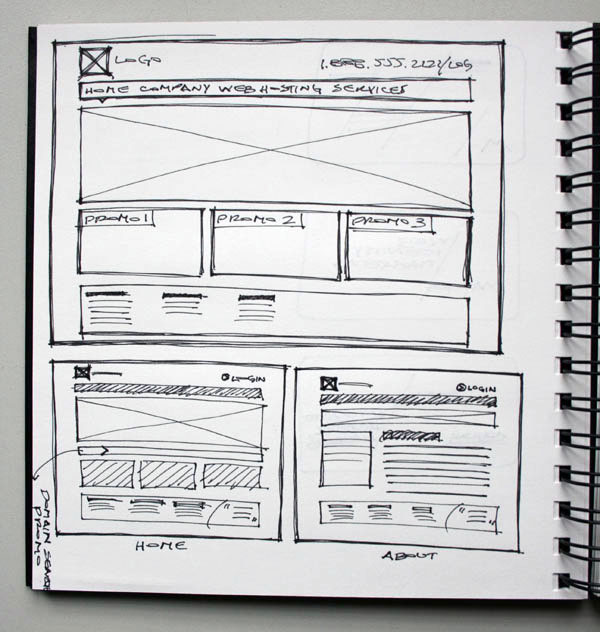 LOGO
1.888.555.2122/LOG
HOME COMPANY WEB HOSTING SERVICES
PROMO 1
PROMO 2
PROMO 3
LOGIN
LOGIN
DOMAIN SEARCH
PROMO
HOME
ABOUT